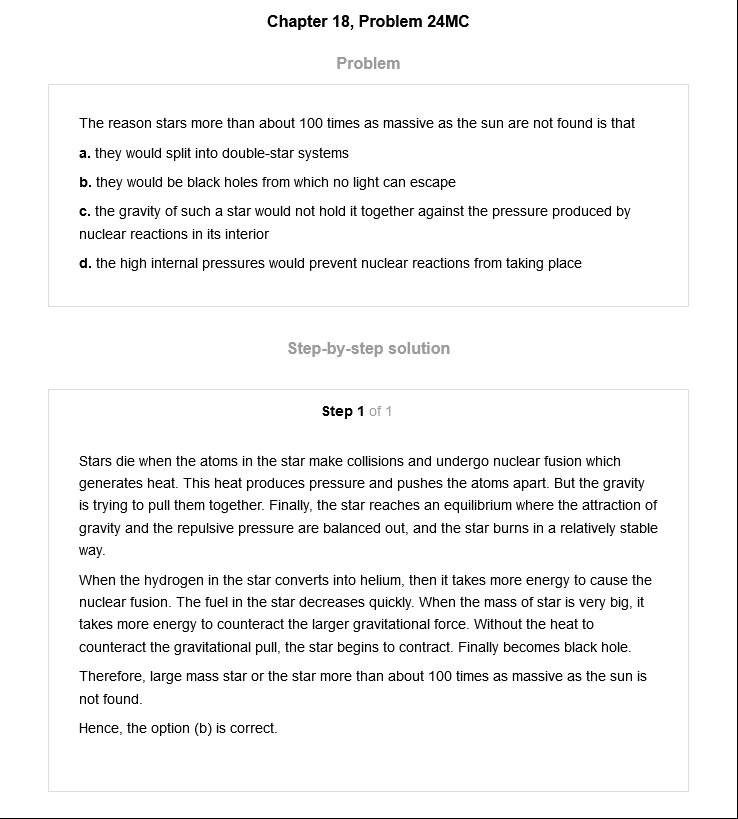 Chapter 18, Problem 24MC
Problem
The reason stars more than about 100 times as massive as the sun are not found is that
a. they would split into double-star systems
b. they would be black holes from which no light can escape
c. the gravity of such a star would not hold it together against the pressure produced by
nuclear reactions in its interior
d. the high internal pressures would prevent nuclear reactions from taking place
Step-by-step solution
Step 1 of 1
Stars die when the atoms in the star make collisions and undergo nuclear fusion which
generates heat. This heat produces pressure and pushes the atoms apart. But the gravity
is trying to pull them together. Finally, the star reaches an equilibrium where the attraction of
gravity and the repulsive pressure are balanced out, and the star burns in a relatively stable
way.
When the hydrogen in the star converts into helium, then it takes more energy to cause the
nuclear fusion. The fuel in the star decreases quickly. When the mass of star is very big, it
takes more energy to counteract the larger gravitational force. Without the heat to
counteract the gravitational pull, the star begins to contract. Finally becomes black hole.
Therefore, large mass star or the star more than about 100 times as massive as the sun is
not found.
Hence, the option (b) is correct.